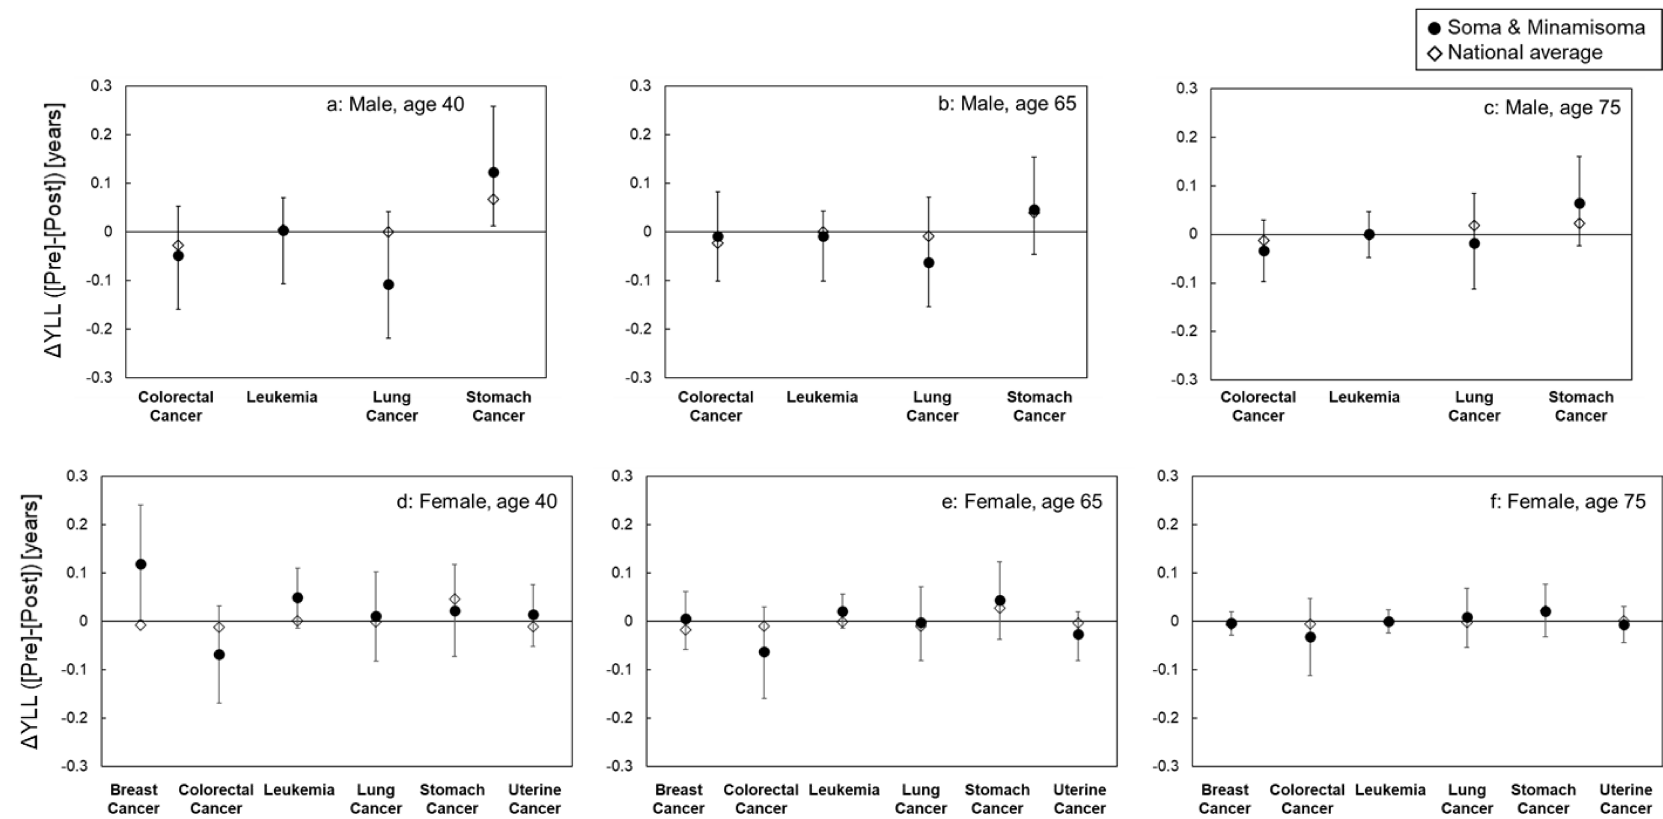 Soma & Minamisoma
National average
ΔYLL ([Pre]-[Post]) [years]
a: Male, age 40
0.3
0.2
0.1
0
-0.1
-0.2
-0.3
Colorectal Cancer
Leukemia
Lung Cancer
Stomach Cancer
b: Male, age 65
0.3
0.2
0.1
0
-0.1
-0.2
-0.3
Colorectal Cancer
Leukemia
Lung Cancer
Stomach Cancer
c: Male, age 75
0.3
0.2
0.1
0
-0.1
-0.2
-0.3
Colorectal Cancer
Leukemia
Lung Cancer
Stomach Cancer
ΔYLL ([Pre]-[Post]) [years]
d: Female, age 40
0.3
0.2
0.1
0
-0.1
-0.2
-0.3
Breast Cancer
Colorectal Cancer
Leukemia
Lung Cancer
Stomach Cancer
Uterine Cancer
e: Female, age 65
0.3
0.2
0.1
0
-0.1
-0.2
-0.3
Breast Cancer
Colorectal Cancer
Leukemia
Lung Cancer
Stomach Cancer
Uterine Cancer
f: Female, age 75
0.3
0.2
0.1
0
-0.1
-0.2
-0.3
Breast Cancer
Colorectal Cancer
Leukemia
Lung Cancer
Stomach Cancer
Uterine Cancer